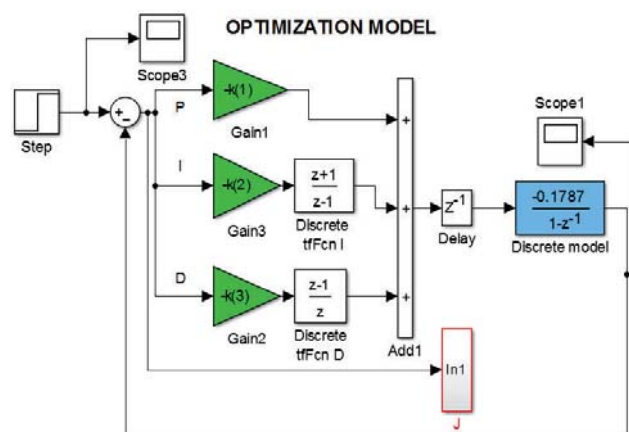 OPTIMIZATION MODEL
Scope3
Step
+
−
P
-k(1)
Gain1
I
-k(2)
Gain3
z+1
z-1
Discrete
tfFcn I
D
-k(3)
Gain2
z-1
z
Discrete
tfFcn D
+
+
+
Add1
Z-1
Delay
-0.1787
1-z-1
Discrete model
Scope1
In1
J